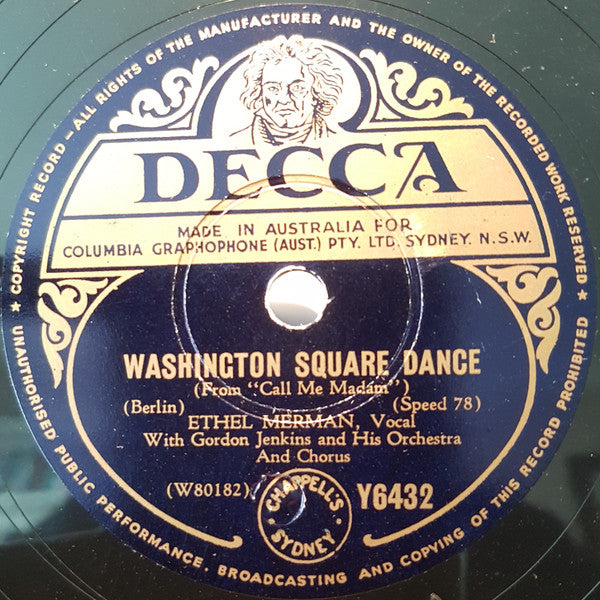 ★ COPYRIGHT RECORD – ALL RIGHTS OF THE MANUFACTURER AND THE OWNER OF THE RECORDED WORK RESERVED ★
DECCA
MADE IN AUSTRALIA FOR
COLUMBIA GRAPHOPHONE (AUST.) PTY. LTD. SYDNEY. N.S.W.
WASHINGTON SQUARE DANCE
(From "Call Me Madam")
(Berlin) (Speed 78)
ETHEL MERMAN, Vocal
With Gordon Jenkins and His Orchestra
And Chorus
(W80182) Y6432
CHAPPELL'S
SYDNEY
UNAUTHORISED PUBLIC PERFORMANCE, BROADCASTING AND COPYING OF THIS RECORD PROHIBITED